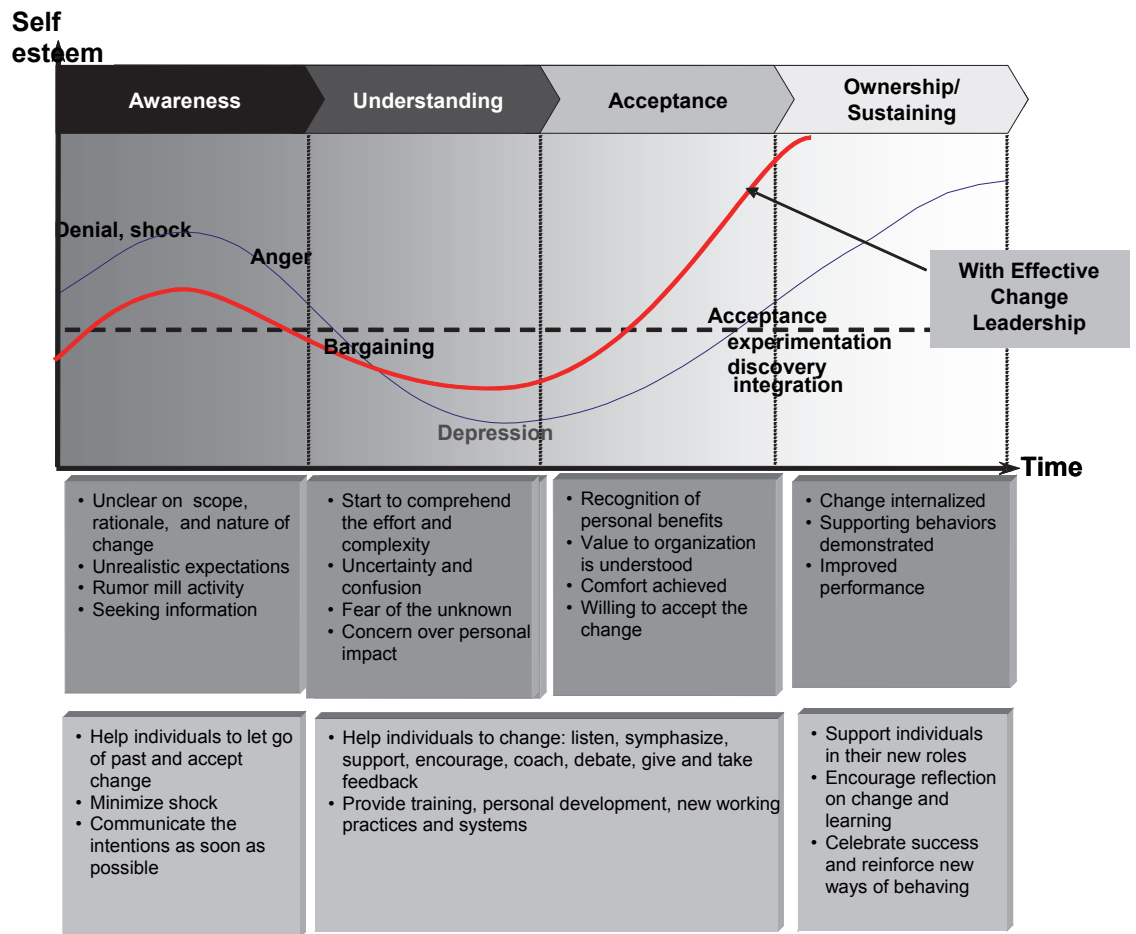 Self
esteem
Awareness
Understanding
Acceptance
Ownership/
Sustaining
Denial, shock
Anger
Bargaining
Depression
Acceptance
experimentation
discovery
integration
With Effective
Change
Leadership
Time
• Unclear on scope,
rationale, and nature of
change
• Unrealistic expectations
• Rumor mill activity
• Seeking information
• Start to comprehend
the effort and
complexity
• Uncertainty and
confusion
• Fear of the unknown
• Concern over personal
impact
• Recognition of
personal benefits
• Value to organization
is understood
• Comfort achieved
• Willing to accept the
change
• Change internalized
• Supporting behaviors
demonstrated
• Improved
performance
• Help individuals to let go
of past and accept
change
• Minimize shock
• Communicate the
intentions as soon as
possible
• Help individuals to change: listen, symphasize,
support, encourage, coach, debate, give and take
feedback
• Provide training, personal development, new working
practices and systems
• Support individuals
in their new roles
• Encourage reflection
on change and
learning
• Celebrate success
and reinforce new
ways of behaving